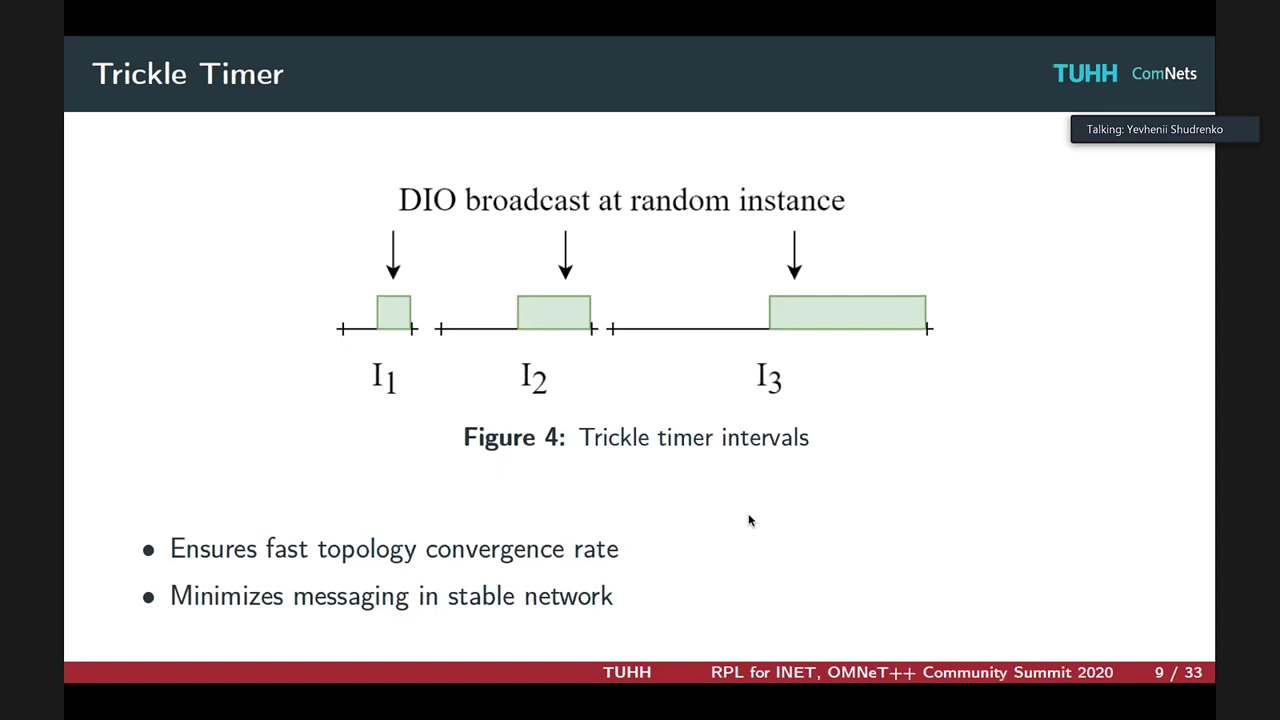 Trickle Timer
TUHH ComNets
Talking: Yevhenii Shudrenko
DIO broadcast at random instance
I1 I2 I3
Figure 4: Trickle timer intervals
• Ensures fast topology convergence rate
• Minimizes messaging in stable network
TUHH RPL for INET, OMNeT++ Community Summit 2020 9 / 33